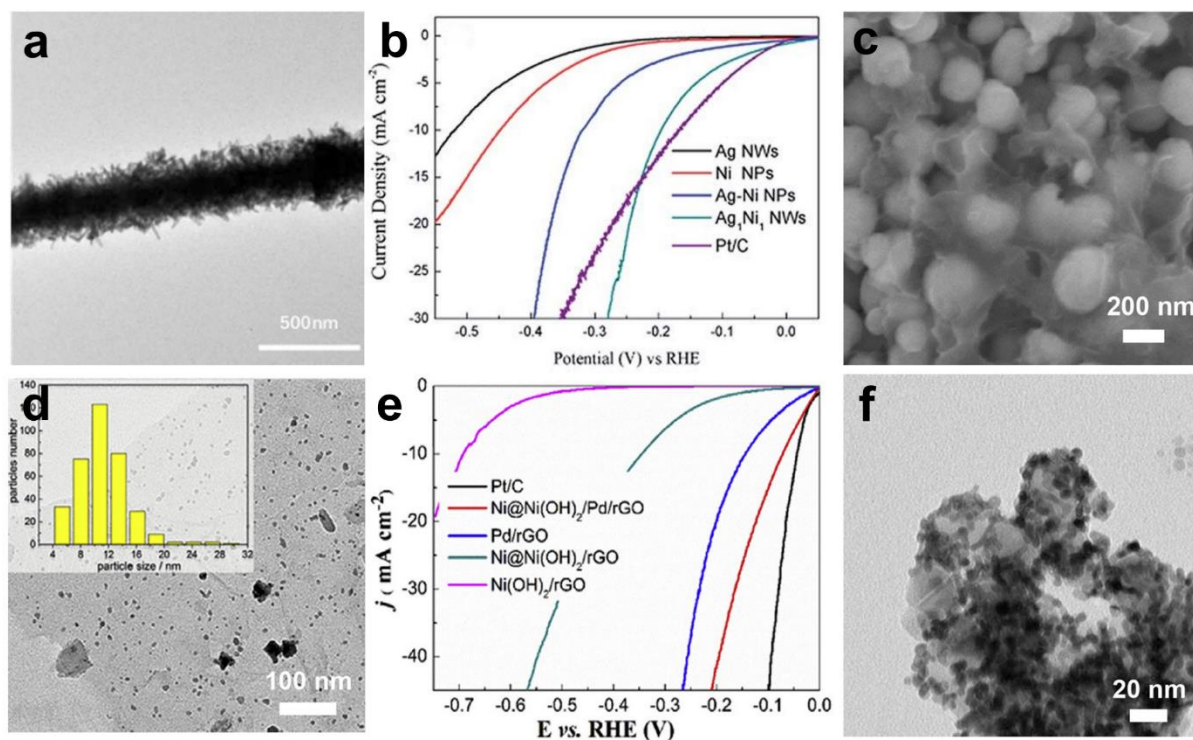 a
500nm
b
Current Density (mA cm⁻²)
0
-5
-10
-15
-20
-25
-30
Ag NWs
Ni NPs
Ag-Ni NPs
Ag₁Ni₁ NWs
Pt/C
-0.5 -0.4 -0.3 -0.2 -0.1 0.0
Potential (V) vs RHE
c
200 nm
d
particles number
140
120
100
80
60
40
20
0
4 8 12 16 20 24 28 32
particle size / nm
100 nm
e
j ( mA cm⁻²)
0
-10
-20
-30
-40
Pt/C
Ni@Ni(OH)₂/Pd/rGO
Pd/rGO
Ni@Ni(OH)₂/rGO
Ni(OH)₂/rGO
-0.7 -0.6 -0.5 -0.4 -0.3 -0.2 -0.1 0.0
E vs. RHE (V)
f
20 nm